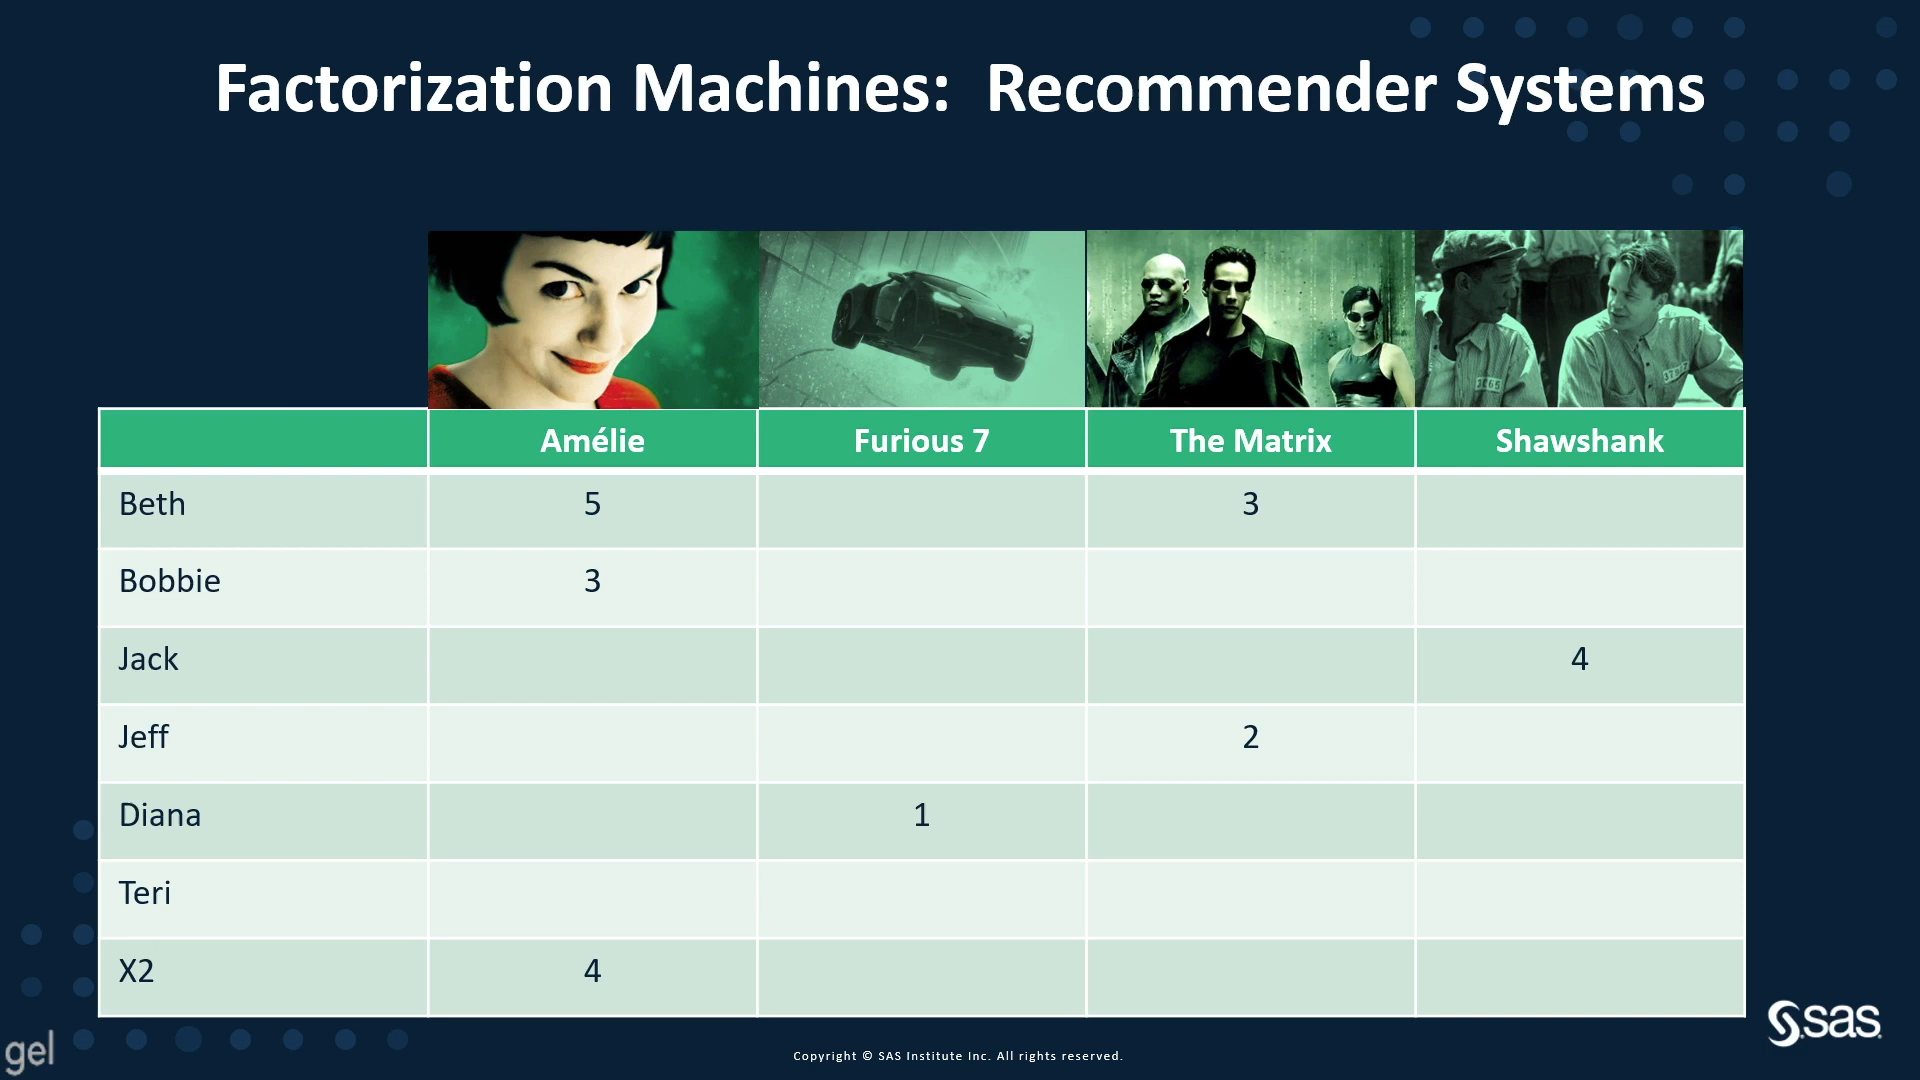 Factorization Machines: Recommender Systems
Amélie Furious 7 The Matrix Shawshank
Beth 5 3
Bobbie 3
Jack 4
Jeff 2
Diana 1
Teri
X2 4
gel
Copyright © SAS Institute Inc. All rights reserved.
sas